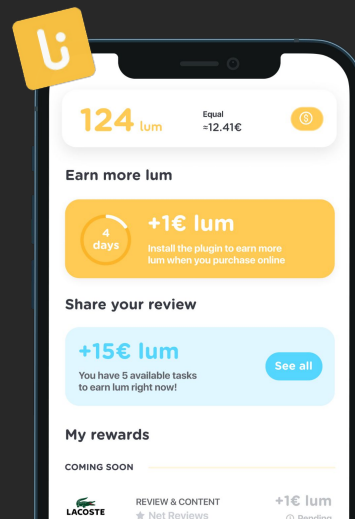 124 lum
Equal
=12.41€
Earn more lum
4
days
+1€ lum
Install the plugin to earn more
lum when you purchase online
Share your review
+15€ lum
You have 5 available tasks
to earn lum right now!
See all
My rewards
COMING SOON
LACOSTE
REVIEW & CONTENT
+1€ lum
Net Reviews
Pending